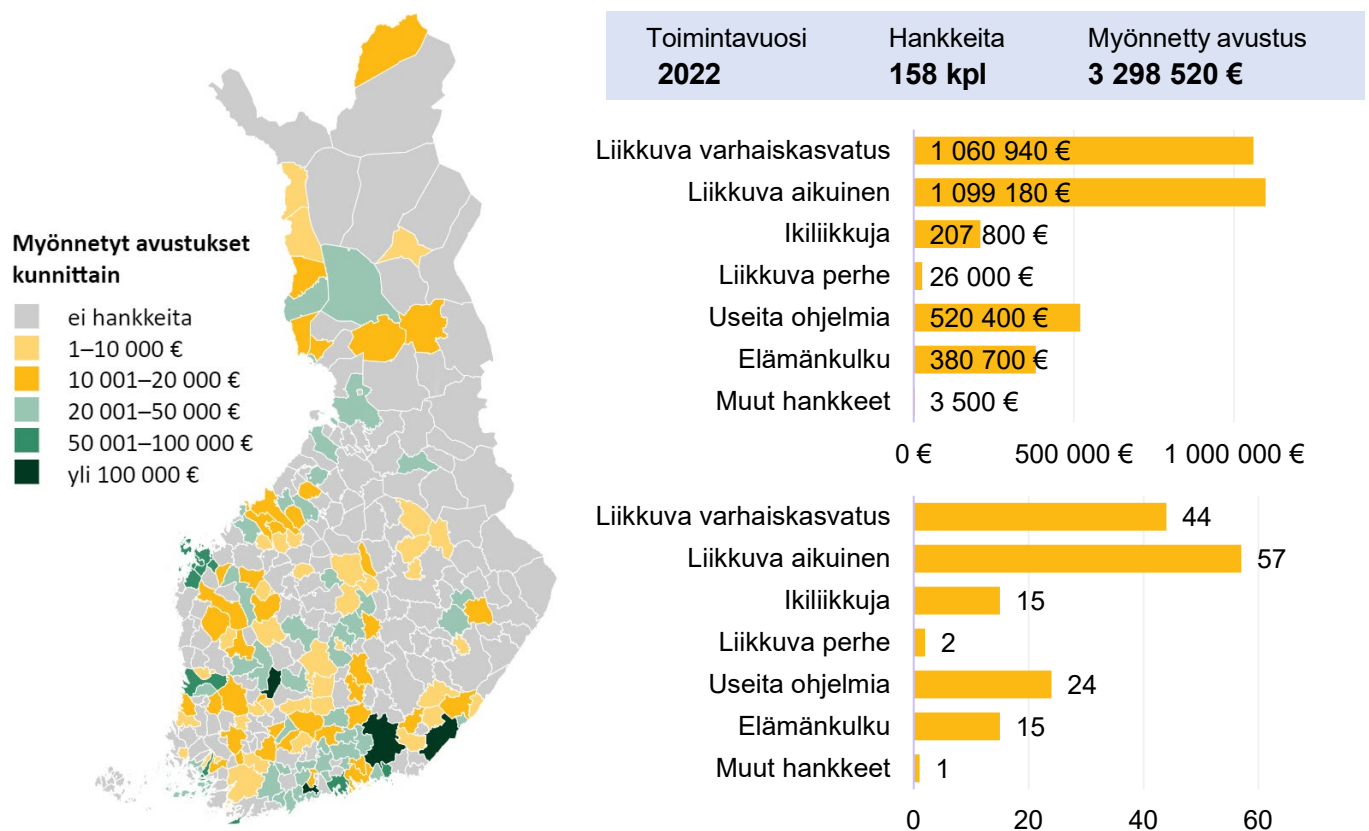 Toimintavuosi
2022
Hankkeita
158 kpl
Myönnetty avustus
3 298 520 €
Myönnetyt avustukset
kunnittain
ei hankkeita
1–10 000 €
10 001–20 000 €
20 001–50 000 €
50 001–100 000 €
yli 100 000 €
Liikkuva varhaiskasvatus 1 060 940 €
Liikkuva aikuinen 1 099 180 €
Ikiliikkuja 207 800 €
Liikkuva perhe 26 000 €
Useita ohjelmia 520 400 €
Elämänkulku 380 700 €
Muut hankkeet 3 500 €
0 € 500 000 € 1 000 000 €
Liikkuva varhaiskasvatus 44
Liikkuva aikuinen 57
Ikiliikkuja 15
Liikkuva perhe 2
Useita ohjelmia 24
Elämänkulku 15
Muut hankkeet 1
0 20 40 60